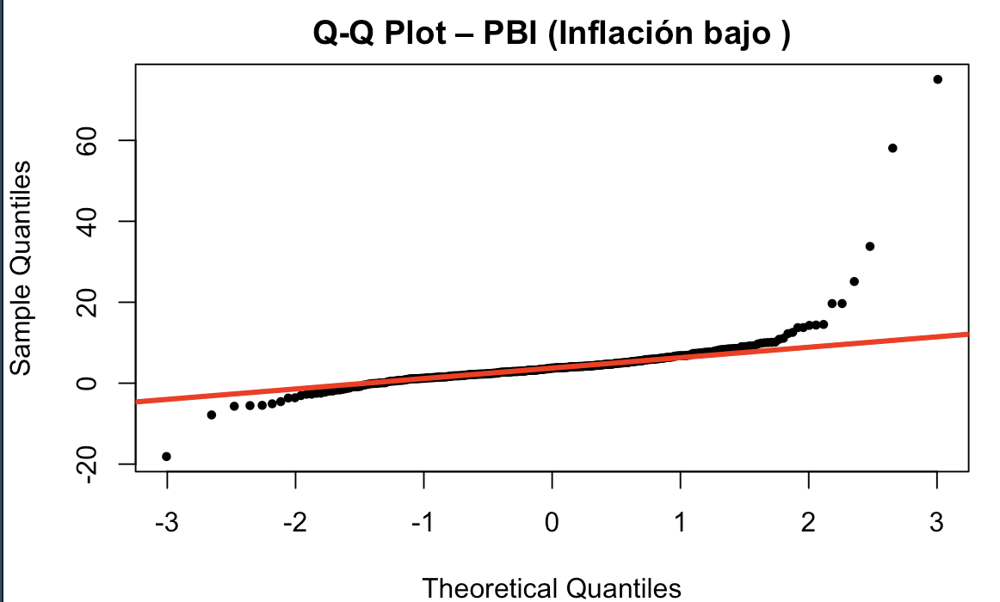 Q-Q Plot – PBI (Inflación bajo )
Sample Quantiles
60
40
20
0
-20
-3 -2 -1 0 1 2 3
Theoretical Quantiles